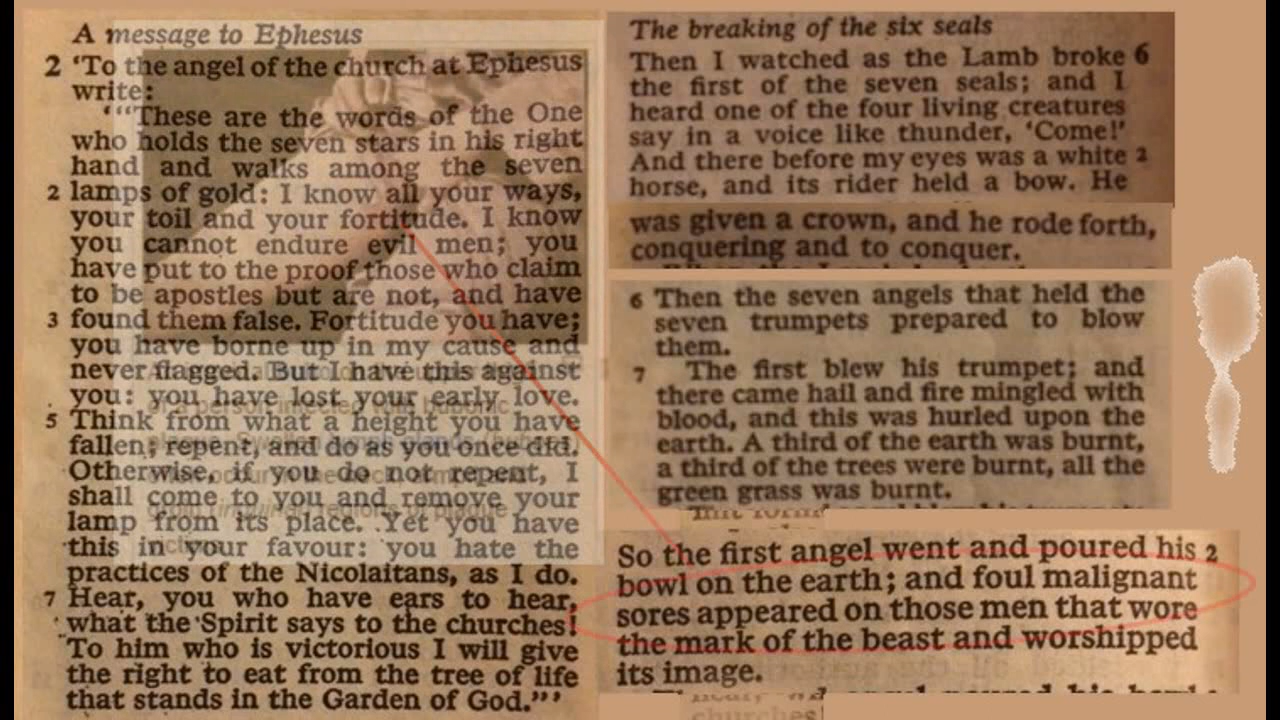 A message to Ephesus
2 ‘To the angel of the church at Ephesus
write:
‘“These are the words of the One
who holds the seven stars in his right
hand and walks among the seven
2 lamps of gold: I know all your ways,
your toil and your fortitude. I know
you cannot endure evil men; you
have put to the proof those who claim
to be apostles but are not, and have
3 found them false. Fortitude you have;
you have borne up in my cause and
never flagged. But I have this against
you: you have lost your early love.
5 Think from what a height you have
fallen; repent, and do as you once did.
Otherwise, if you do not repent, I
shall come to you and remove your
lamp from its place. Yet you have
this in your favour: you hate the
practices of the Nicolaitans, as I do.
7 Hear, you who have ears to hear,
what the Spirit says to the churches!
To him who is victorious I will give
the right to eat from the tree of life
that stands in the Garden of God.”’
of a person infected with bubonic
regions of plague
The breaking of the six seals
Then I watched as the Lamb broke 6
the first of the seven seals; and I
heard one of the four living creatures
say in a voice like thunder, ‘Come!’
And there before my eyes was a white 2
horse, and its rider held a bow. He
was given a crown, and he rode forth,
conquering and to conquer.
6 Then the seven angels that held the
seven trumpets prepared to blow
them.
7 The first blew his trumpet; and
there came hail and fire mingled with
blood, and this was hurled upon the
earth. A third of the earth was burnt,
a third of the trees were burnt, all the
green grass was burnt.
So the first angel went and poured his 2
bowl on the earth; and foul malignant
sores appeared on those men that wore
the mark of the beast and worshipped
its image.
churches!